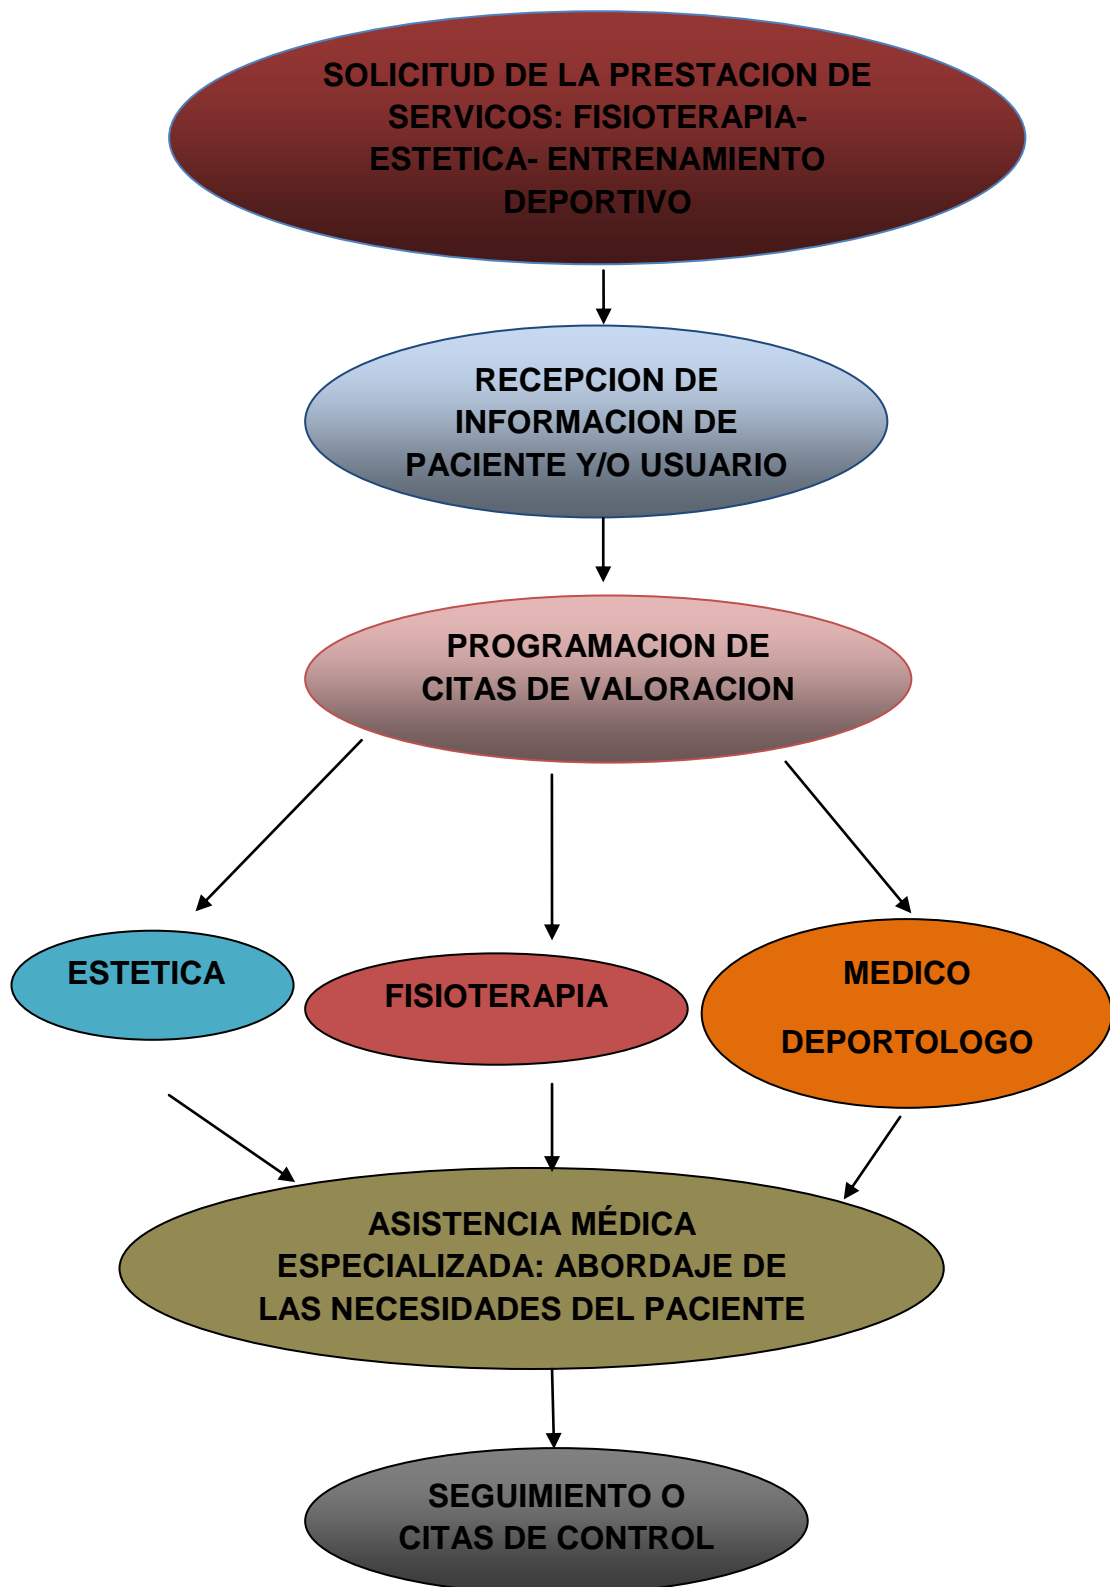 SOLICITUD DE LA PRESTACION DE
SERVICOS: FISIOTERAPIA-
ESTETICA- ENTRENAMIENTO
DEPORTIVO
RECEPCION DE
INFORMACION DE
PACIENTE Y/O USUARIO
PROGRAMACION DE
CITAS DE VALORACION
ESTETICA
FISIOTERAPIA
MEDICO
DEPORTOLOGO
ASISTENCIA MÉDICA
ESPECIALIZADA: ABORDAJE DE
LAS NECESIDADES DEL PACIENTE
SEGUIMIENTO O
CITAS DE CONTROL